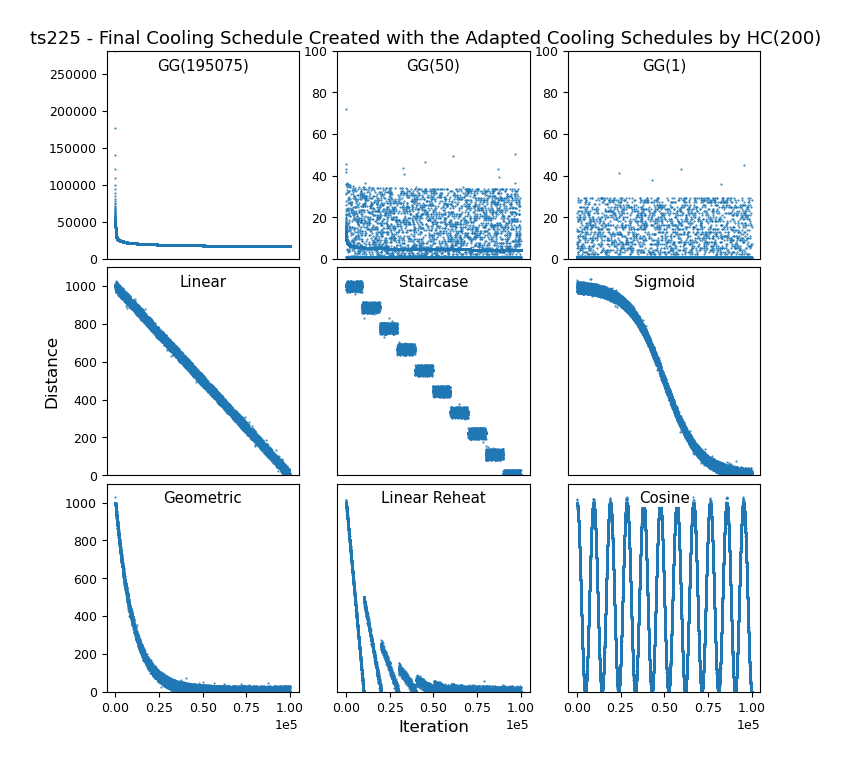 ts225 - Final Cooling Schedule Created with the Adapted Cooling Schedules by HC(200)
GG(195075)
GG(50)
GG(1)
250000
200000
150000
100000
50000
0
100
80
60
40
20
0
100
80
60
40
20
0
Linear
Staircase
Sigmoid
Distance
1000
800
600
400
200
0
Geometric
Linear Reheat
Cosine
1000
800
600
400
200
0
0.00 0.25 0.50 0.75 1.00
1e5
0.00 0.25 0.50 0.75 1.00
1e5
0.00 0.25 0.50 0.75 1.00
1e5
Iteration